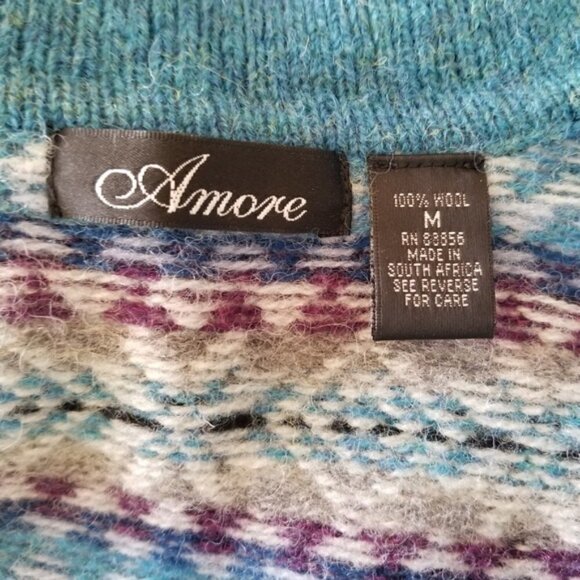 Amore
100% WOOL
M
RN 83856
MADE IN
SOUTH AFRICA
SEE REVERSE
FOR CARE